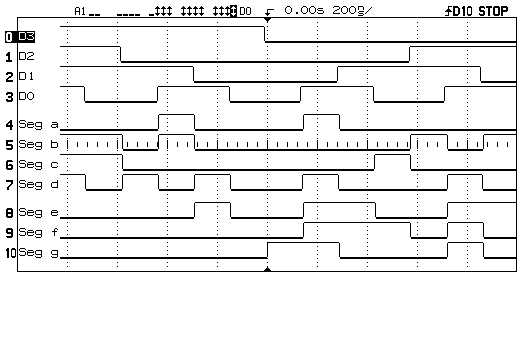 A1 D0 0.00s 200 / D10 STOP
0 D3
1 D2
2 D1
3 D0
4 Seg a
5 Seg b
6 Seg c
7 Seg d
8 Seg e
9 Seg f
10 Seg g